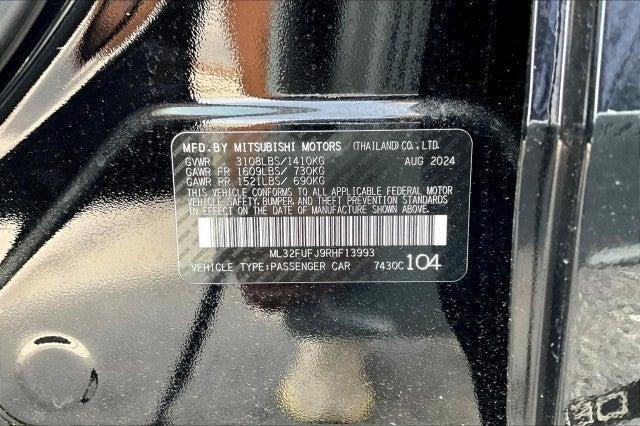 MFD. BY MITSUBISHI MOTORS (THAILAND) CO., LTD.
GVWR 3108LBS/1410KG AUG 2024
GAWR FR 1609LBS/ 730KG
GAWR RR 1521LBS/ 690KG
THIS VEHICLE CONFORMS TO ALL APPLICABLE FEDERAL MOTOR
VEHICLE SAFETY, BUMPER, AND THEFT PREVENTION STANDARDS
IN EFFECT ON THE DATE OF MANUFACTURE SHOWN ABOVE.
ML32FUFJ9RHF13993
VEHICLE TYPE:PASSENGER CAR 7430C 104